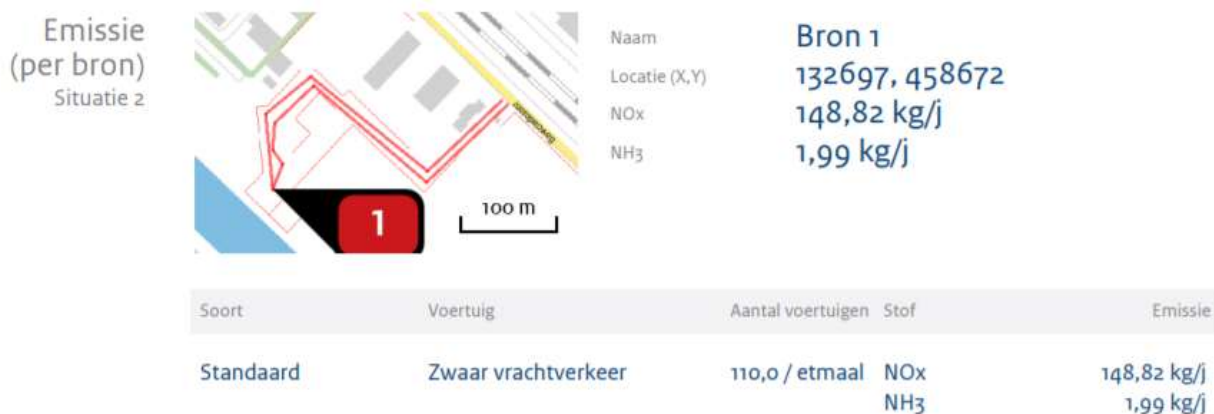 Emissie
(per bron)
Situatie 2
1
100 m
Naam Bron 1
Locatie (X,Y) 132697, 458672
NOx 148,82 kg/j
NH3 1,99 kg/j
Soort Voertuig Aantal voertuigen Stof Emissie
Standaard Zwaar vrachtverkeer 110,0 / etmaal NOx 148,82 kg/j
NH3 1,99 kg/j